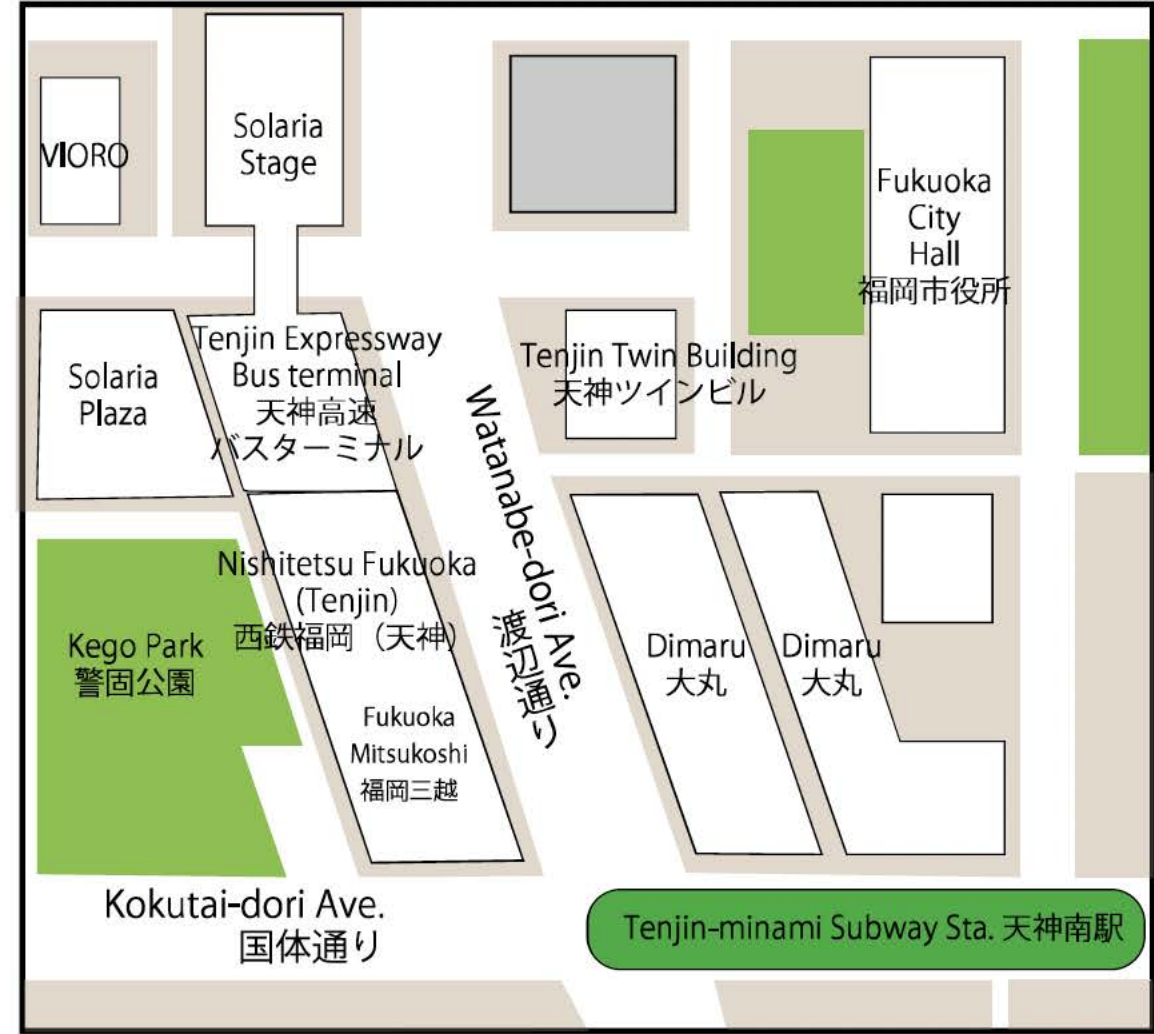 VIORO
Solaria
Stage
Fukuoka
City
Hall
福岡市役所
Solaria
Plaza
Tenjin Expressway
Bus terminal
天神高速
バスターミナル
Tenjin Twin Building
天神ツインビル
Watanabe-dori Ave.
渡辺通り
Nishitetsu Fukuoka
(Tenjin)
西鉄福岡（天神）
Kego Park
警固公園
Fukuoka
Mitsukoshi
福岡三越
Dimaru
大丸
Dimaru
大丸
Kokutai-dori Ave.
国体通り
Tenjin-minami Subway Sta. 天神南駅